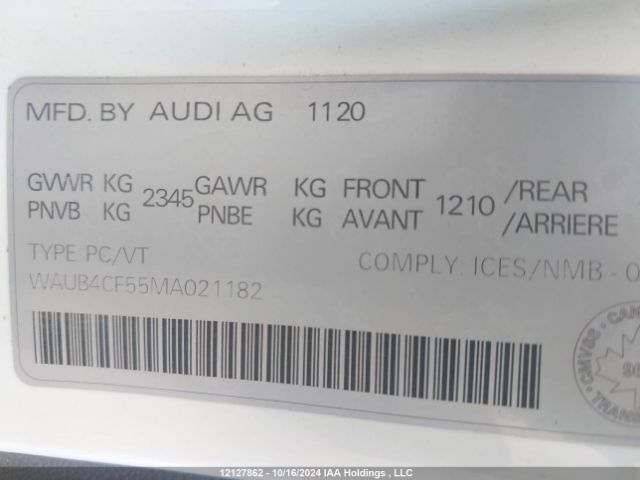 MFD. BY AUDI AG 1120
GVWR KG 2345 GAWR KG FRONT 1210 /REAR
PNVB KG PNBE KG AVANT /ARRIERE
TYPE PC/VT COMPLY: ICES/NMB - 0
WAUB4CF55MA021182
CMVSS
12127862 - 10/16/2024 IAA Holdings , LLC